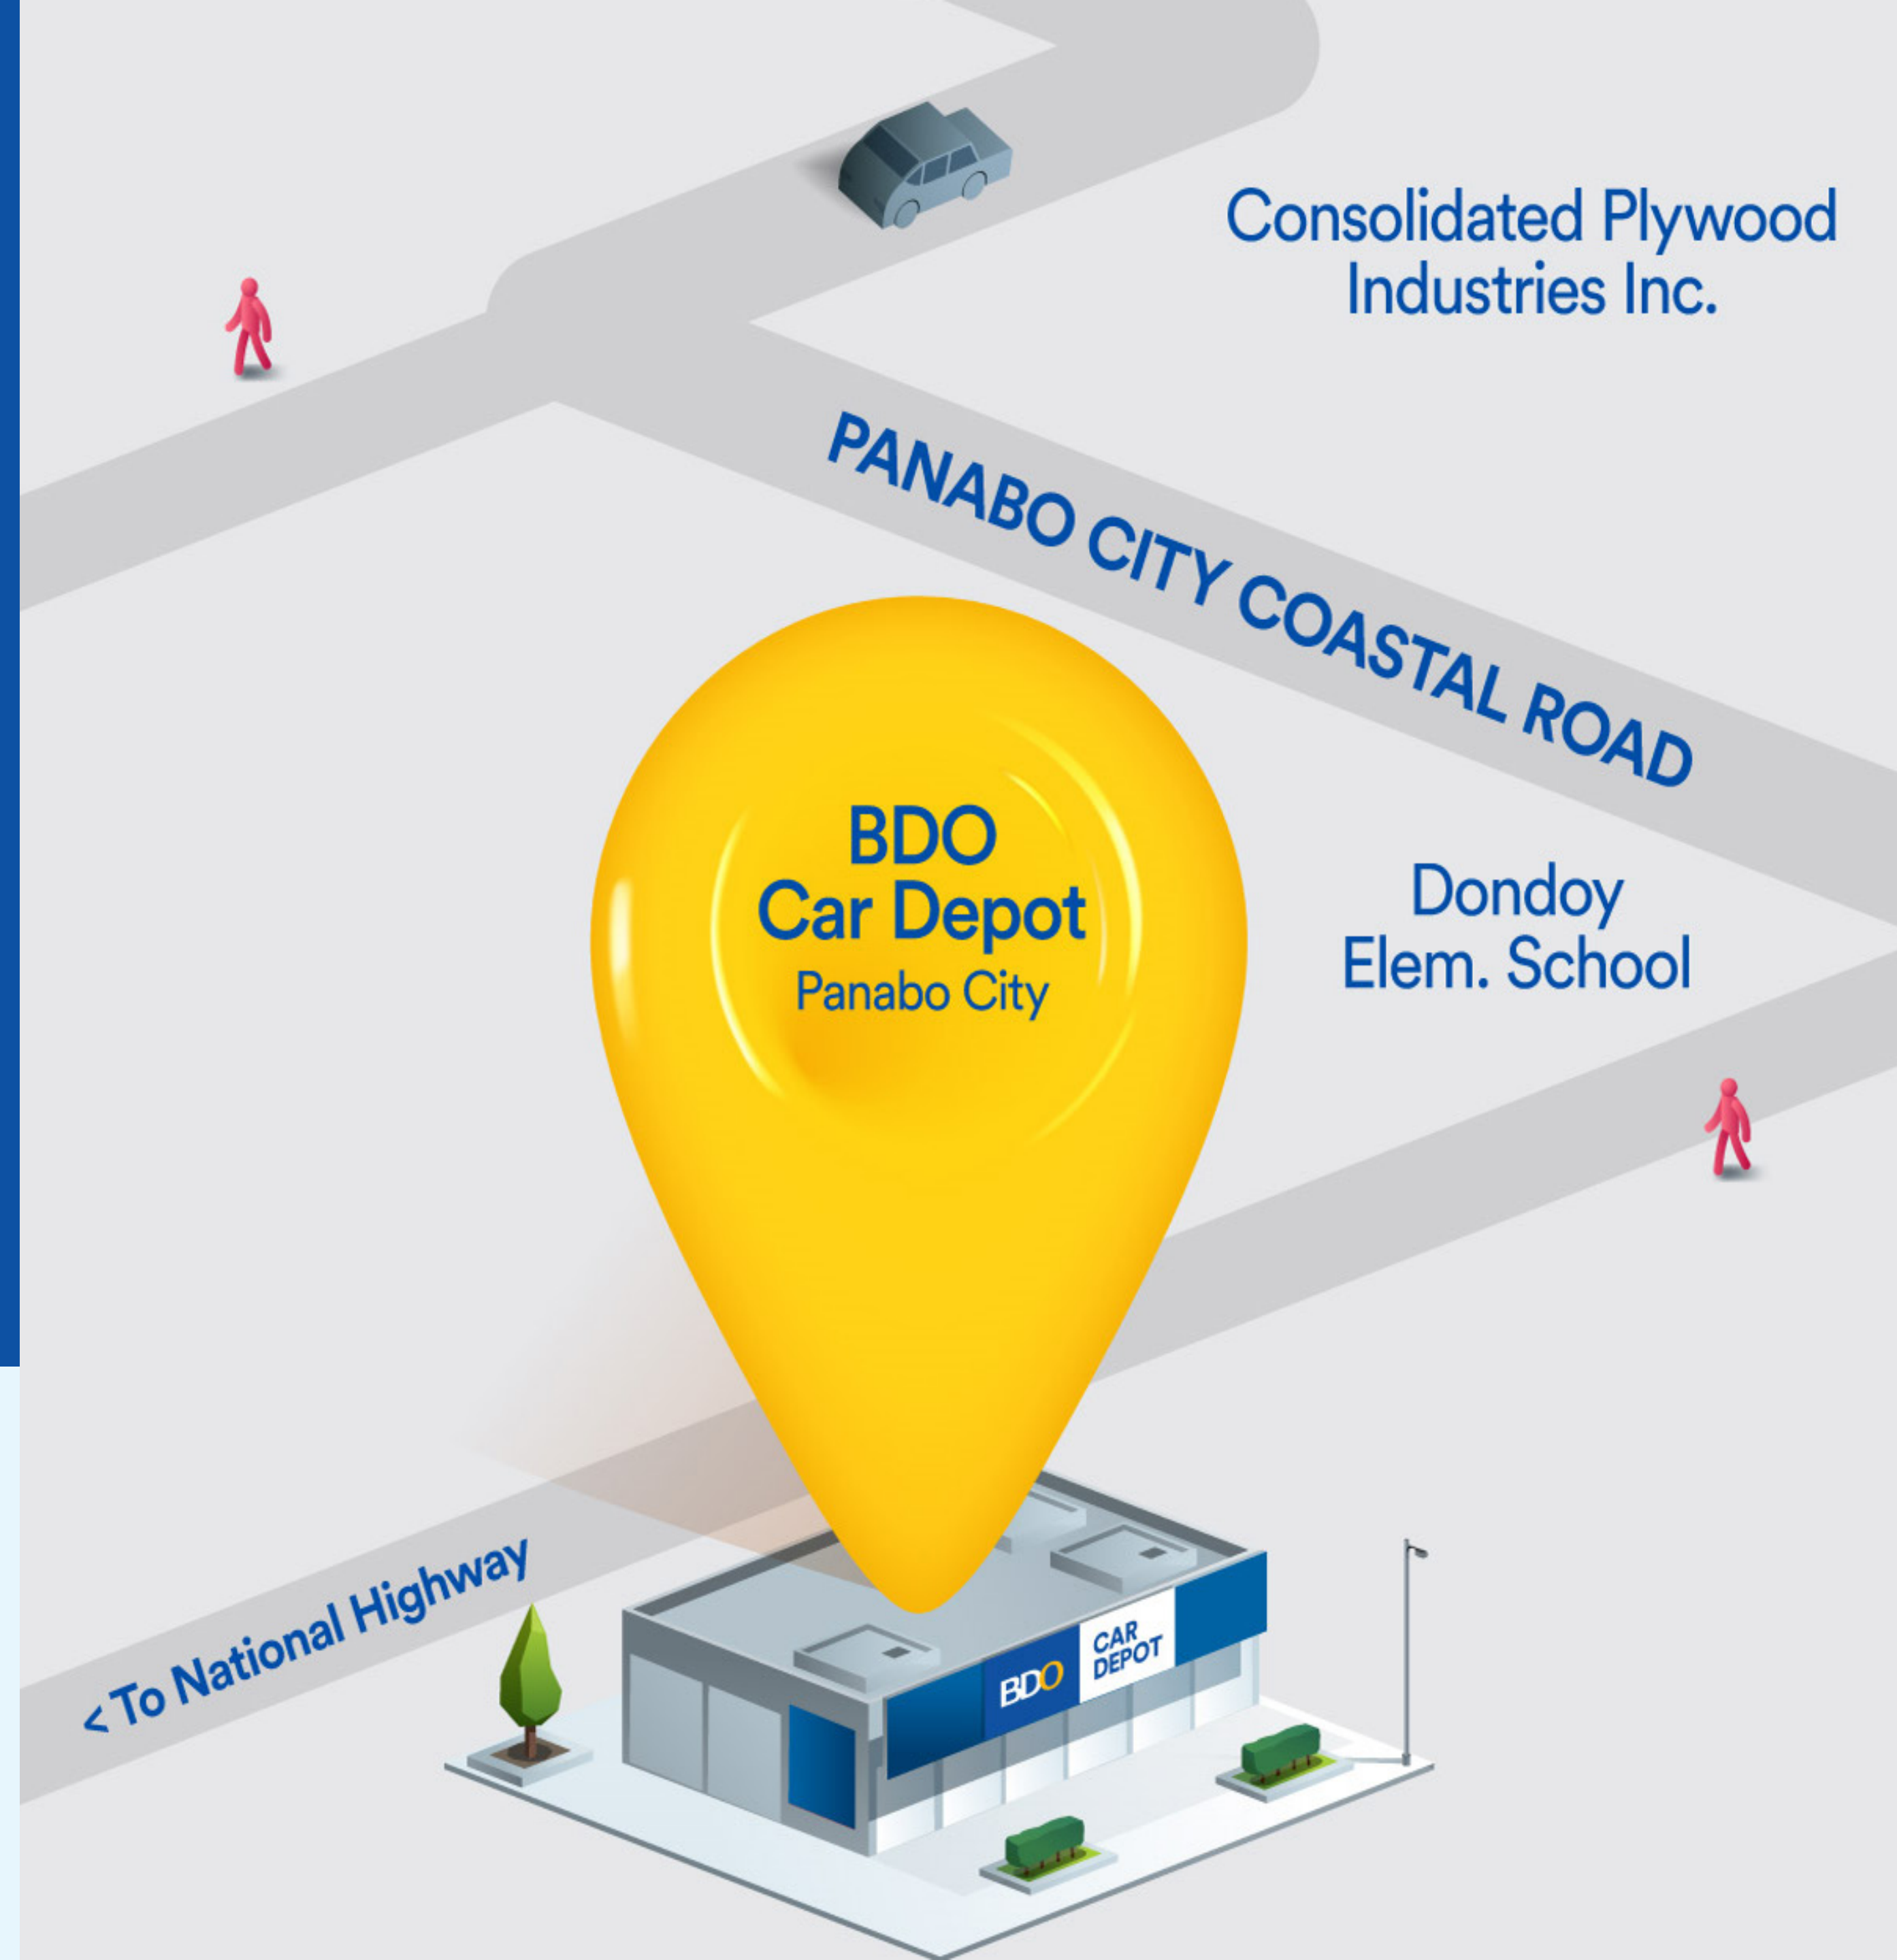 Consolidated Plywood
Industries Inc.
PANABO CITY COASTAL ROAD
BDO
Car Depot
Panabo City
Dondoy
Elem. School
< To National Highway
BDO
CAR
DEPOT